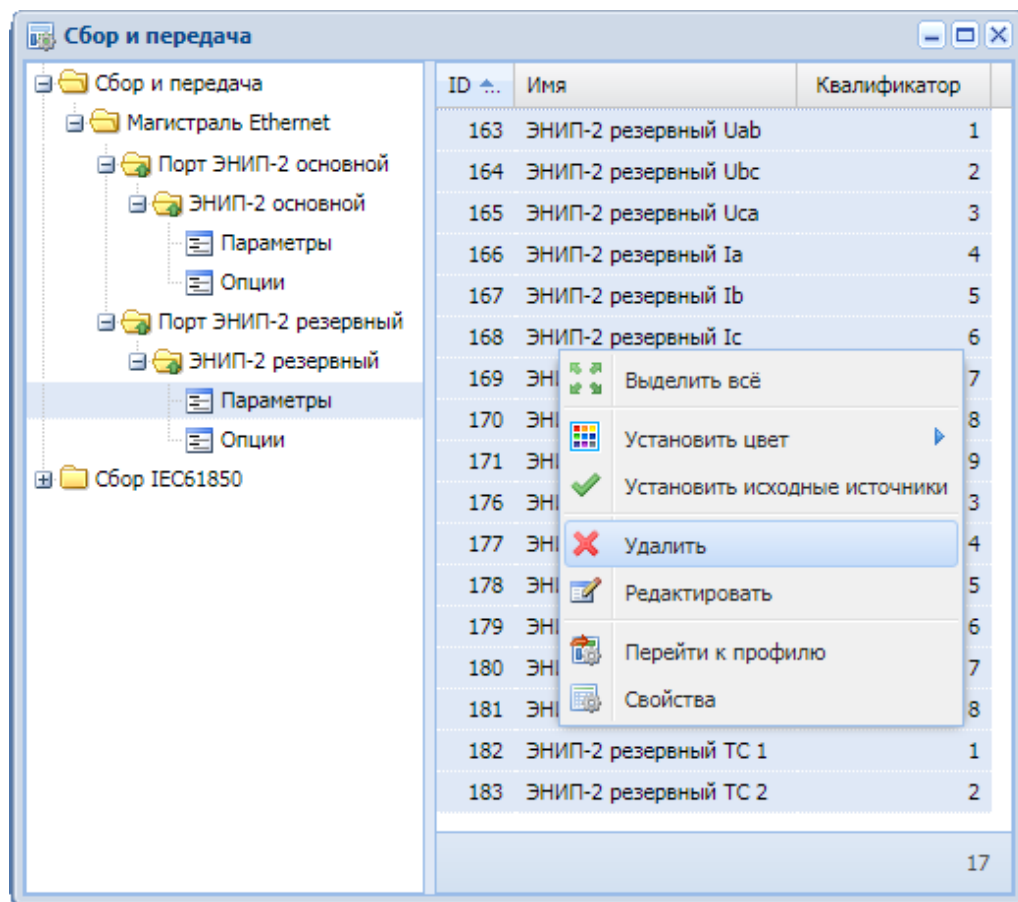 Сбор и передача
Сбор и передача
Магистраль Ethernet
Порт ЭНИП-2 основной
ЭНИП-2 основной
Параметры
Опции
Порт ЭНИП-2 резервный
ЭНИП-2 резервный
Параметры
Опции
Сбор IEC61850
ID Имя Квалификатор
163 ЭНИП-2 резервный Uab 1
164 ЭНИП-2 резервный Ubc 2
165 ЭНИП-2 резервный Uca 3
166 ЭНИП-2 резервный Ia 4
167 ЭНИП-2 резервный Ib 5
168 ЭНИП-2 резервный Ic 6
169 7
170 8
171 9
176 3
177 4
178 5
179 6
180 7
181 8
182 ЭНИП-2 резервный ТС 1 1
183 ЭНИП-2 резервный ТС 2 2
17
Выделить всё
Установить цвет
Установить исходные источники
Удалить
Редактировать
Перейти к профилю
Свойства